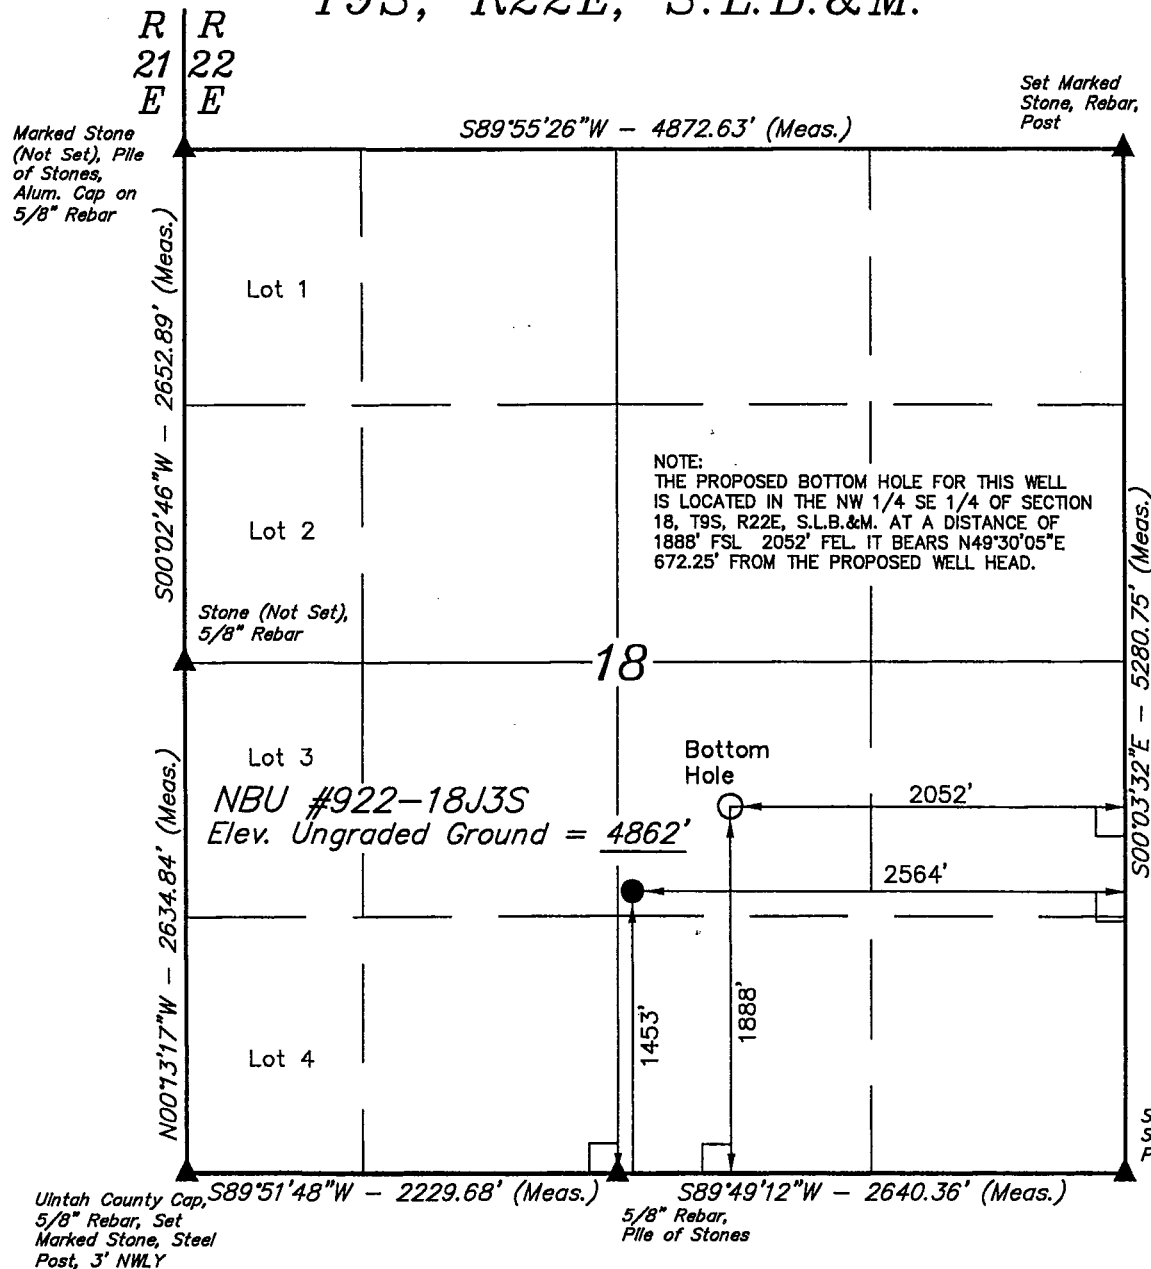 T9S, R22E, S.L.B.&M.
R R
21 22
E E
Set Marked
Stone, Rebar,
Post
Marked Stone
(Not Set), Pile
of Stones,
Alum. Cap on
5/8" Rebar
S89°55'26"W – 4872.63' (Meas.)
S00°02'46"W – 2652.89' (Meas.)
Lot 1
NOTE:
THE PROPOSED BOTTOM HOLE FOR THIS WELL
IS LOCATED IN THE NW 1/4 SE 1/4 OF SECTION
18, T9S, R22E, S.L.B.&M. AT A DISTANCE OF
1888' FSL 2052' FEL. IT BEARS N49°30'05"E
672.25' FROM THE PROPOSED WELL HEAD.
Lot 2
S00°03'32"E – 5280.75' (Meas.)
Stone (Not Set),
5/8" Rebar
18
Lot 3
Bottom
Hole
NBU #922–18J3S
Elev. Ungraded Ground = 4862'
2052'
2564'
N00°13'17"W – 2634.84' (Meas.)
1453'
1888'
Lot 4
S
S
P
S89°51'48"W – 2229.68' (Meas.)
S89°49'12"W – 2640.36' (Meas.)
Uintah County Cap,
5/8" Rebar, Set
Marked Stone, Steel
Post, 3' NWLY
5/8" Rebar,
Pile of Stones